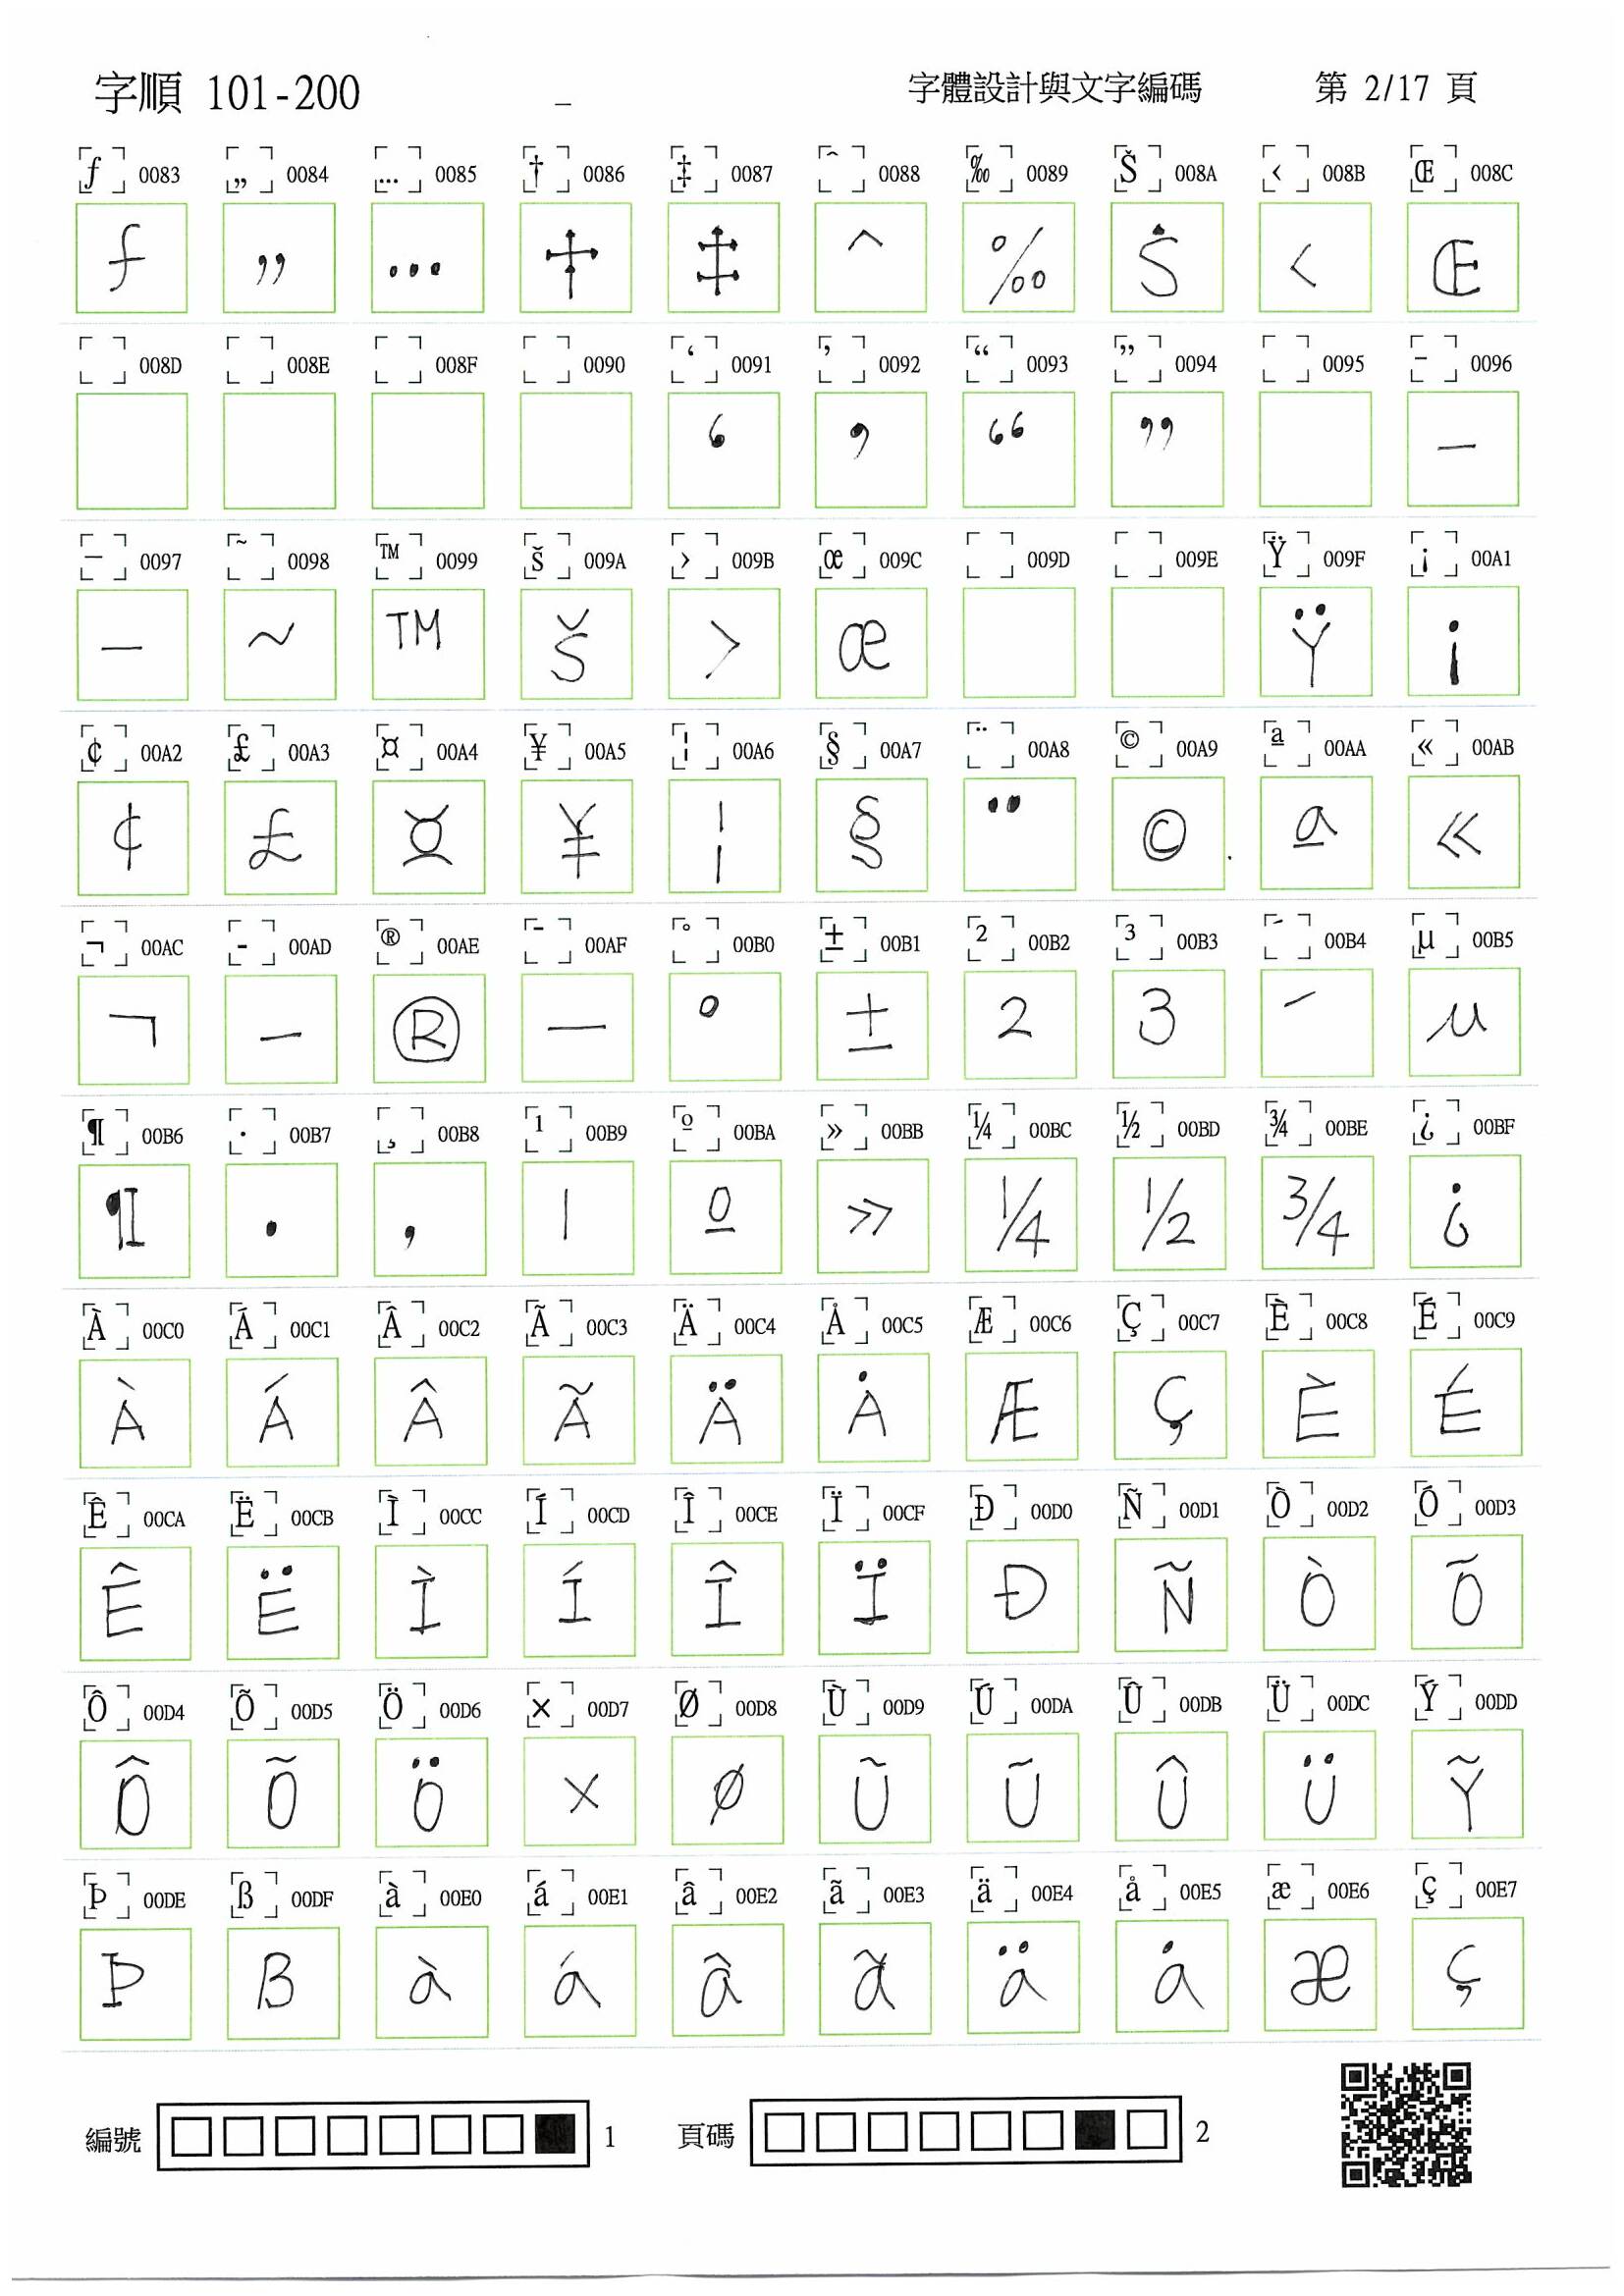 字順 101-200 _ 字體設計與文字編碼 第 2/17 頁
ƒ 0083 „ 0084 … 0085 † 0086 ‡ 0087 ˆ 0088 ‰ 0089 Š 008A ‹ 008B Œ 008C
ƒ „ … † ‡ ^ ‰ Ṡ ‹ Œ
008D 008E 008F 0090 ‘ 0091 ’ 0092 “ 0093 ” 0094 0095 – 0096
‘ ’ “ ” –
— 0097 ˜ 0098 ™ 0099 š 009A › 009B œ 009C 009D 009E Ÿ 009F ¡ 00A1
— ~ ™ š › œ Ÿ ¡
¢ 00A2 £ 00A3 ¤ 00A4 ¥ 00A5 ¦ 00A6 § 00A7 ¨ 00A8 © 00A9 ª 00AA « 00AB
¢ £ ¤ ¥ ¦ § ¨ © ª «
¬ 00AC - 00AD ® 00AE ¯ 00AF ° 00B0 ± 00B1 ² 00B2 ³ 00B3 ´ 00B4 µ 00B5
¬ – ® — ° ± 2 3 ´ µ
¶ 00B6 · 00B7 ¸ 00B8 ¹ 00B9 º 00BA » 00BB ¼ 00BC ½ 00BD ¾ 00BE ¿ 00BF
¶ · , | º » ¼ ½ ¾ ¿
À 00C0 Á 00C1 Â 00C2 Ã 00C3 Ä 00C4 Å 00C5 Æ 00C6 Ç 00C7 È 00C8 É 00C9
À Á Â Ã Ä Ȧ Æ Ç È É
Ê 00CA Ë 00CB Ì 00CC Í 00CD Î 00CE Ï 00CF Ð 00D0 Ñ 00D1 Ò 00D2 Ó 00D3
Ê Ë Ì Í Î Ï Ð Ñ Ò Õ
Ô 00D4 Õ 00D5 Ö 00D6 × 00D7 Ø 00D8 Ù 00D9 Ú 00DA Û 00DB Ü 00DC Ý 00DD
Ô Õ Ö × Ø Ũ Ũ Û Ü Ỹ
Þ 00DE ß 00DF à 00E0 á 00E1 â 00E2 ã 00E3 ä 00E4 å 00E5 æ 00E6 ç 00E7
Þ ß à á â ã ä ȧ æ ç
編號 1 頁碼 2